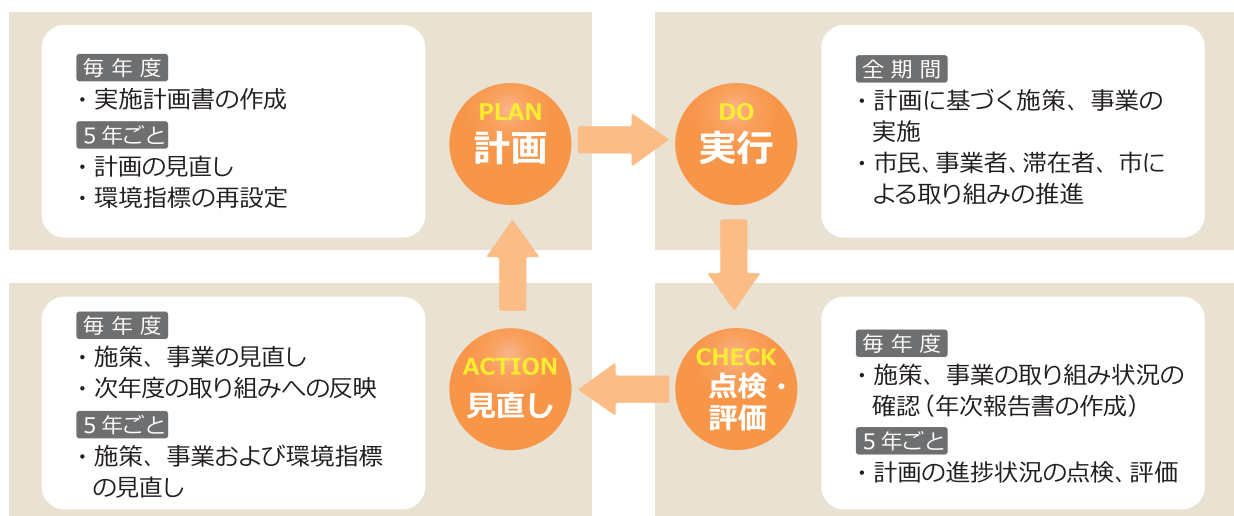 毎年度
・実施計画書の作成
5年ごと
・計画の見直し
・環境指標の再設定
PLAN
計画
DO
実行
全期間
・計画に基づく施策、事業の
実施
・市民、事業者、滞在者、市に
よる取り組みの推進
毎年度
・施策、事業の見直し
・次年度の取り組みへの反映
5年ごと
・施策、事業および環境指標
の見直し
ACTION
見直し
CHECK
点検・
評価
毎年度
・施策、事業の取り組み状況の
確認（年次報告書の作成）
5年ごと
・計画の進捗状況の点検、評価